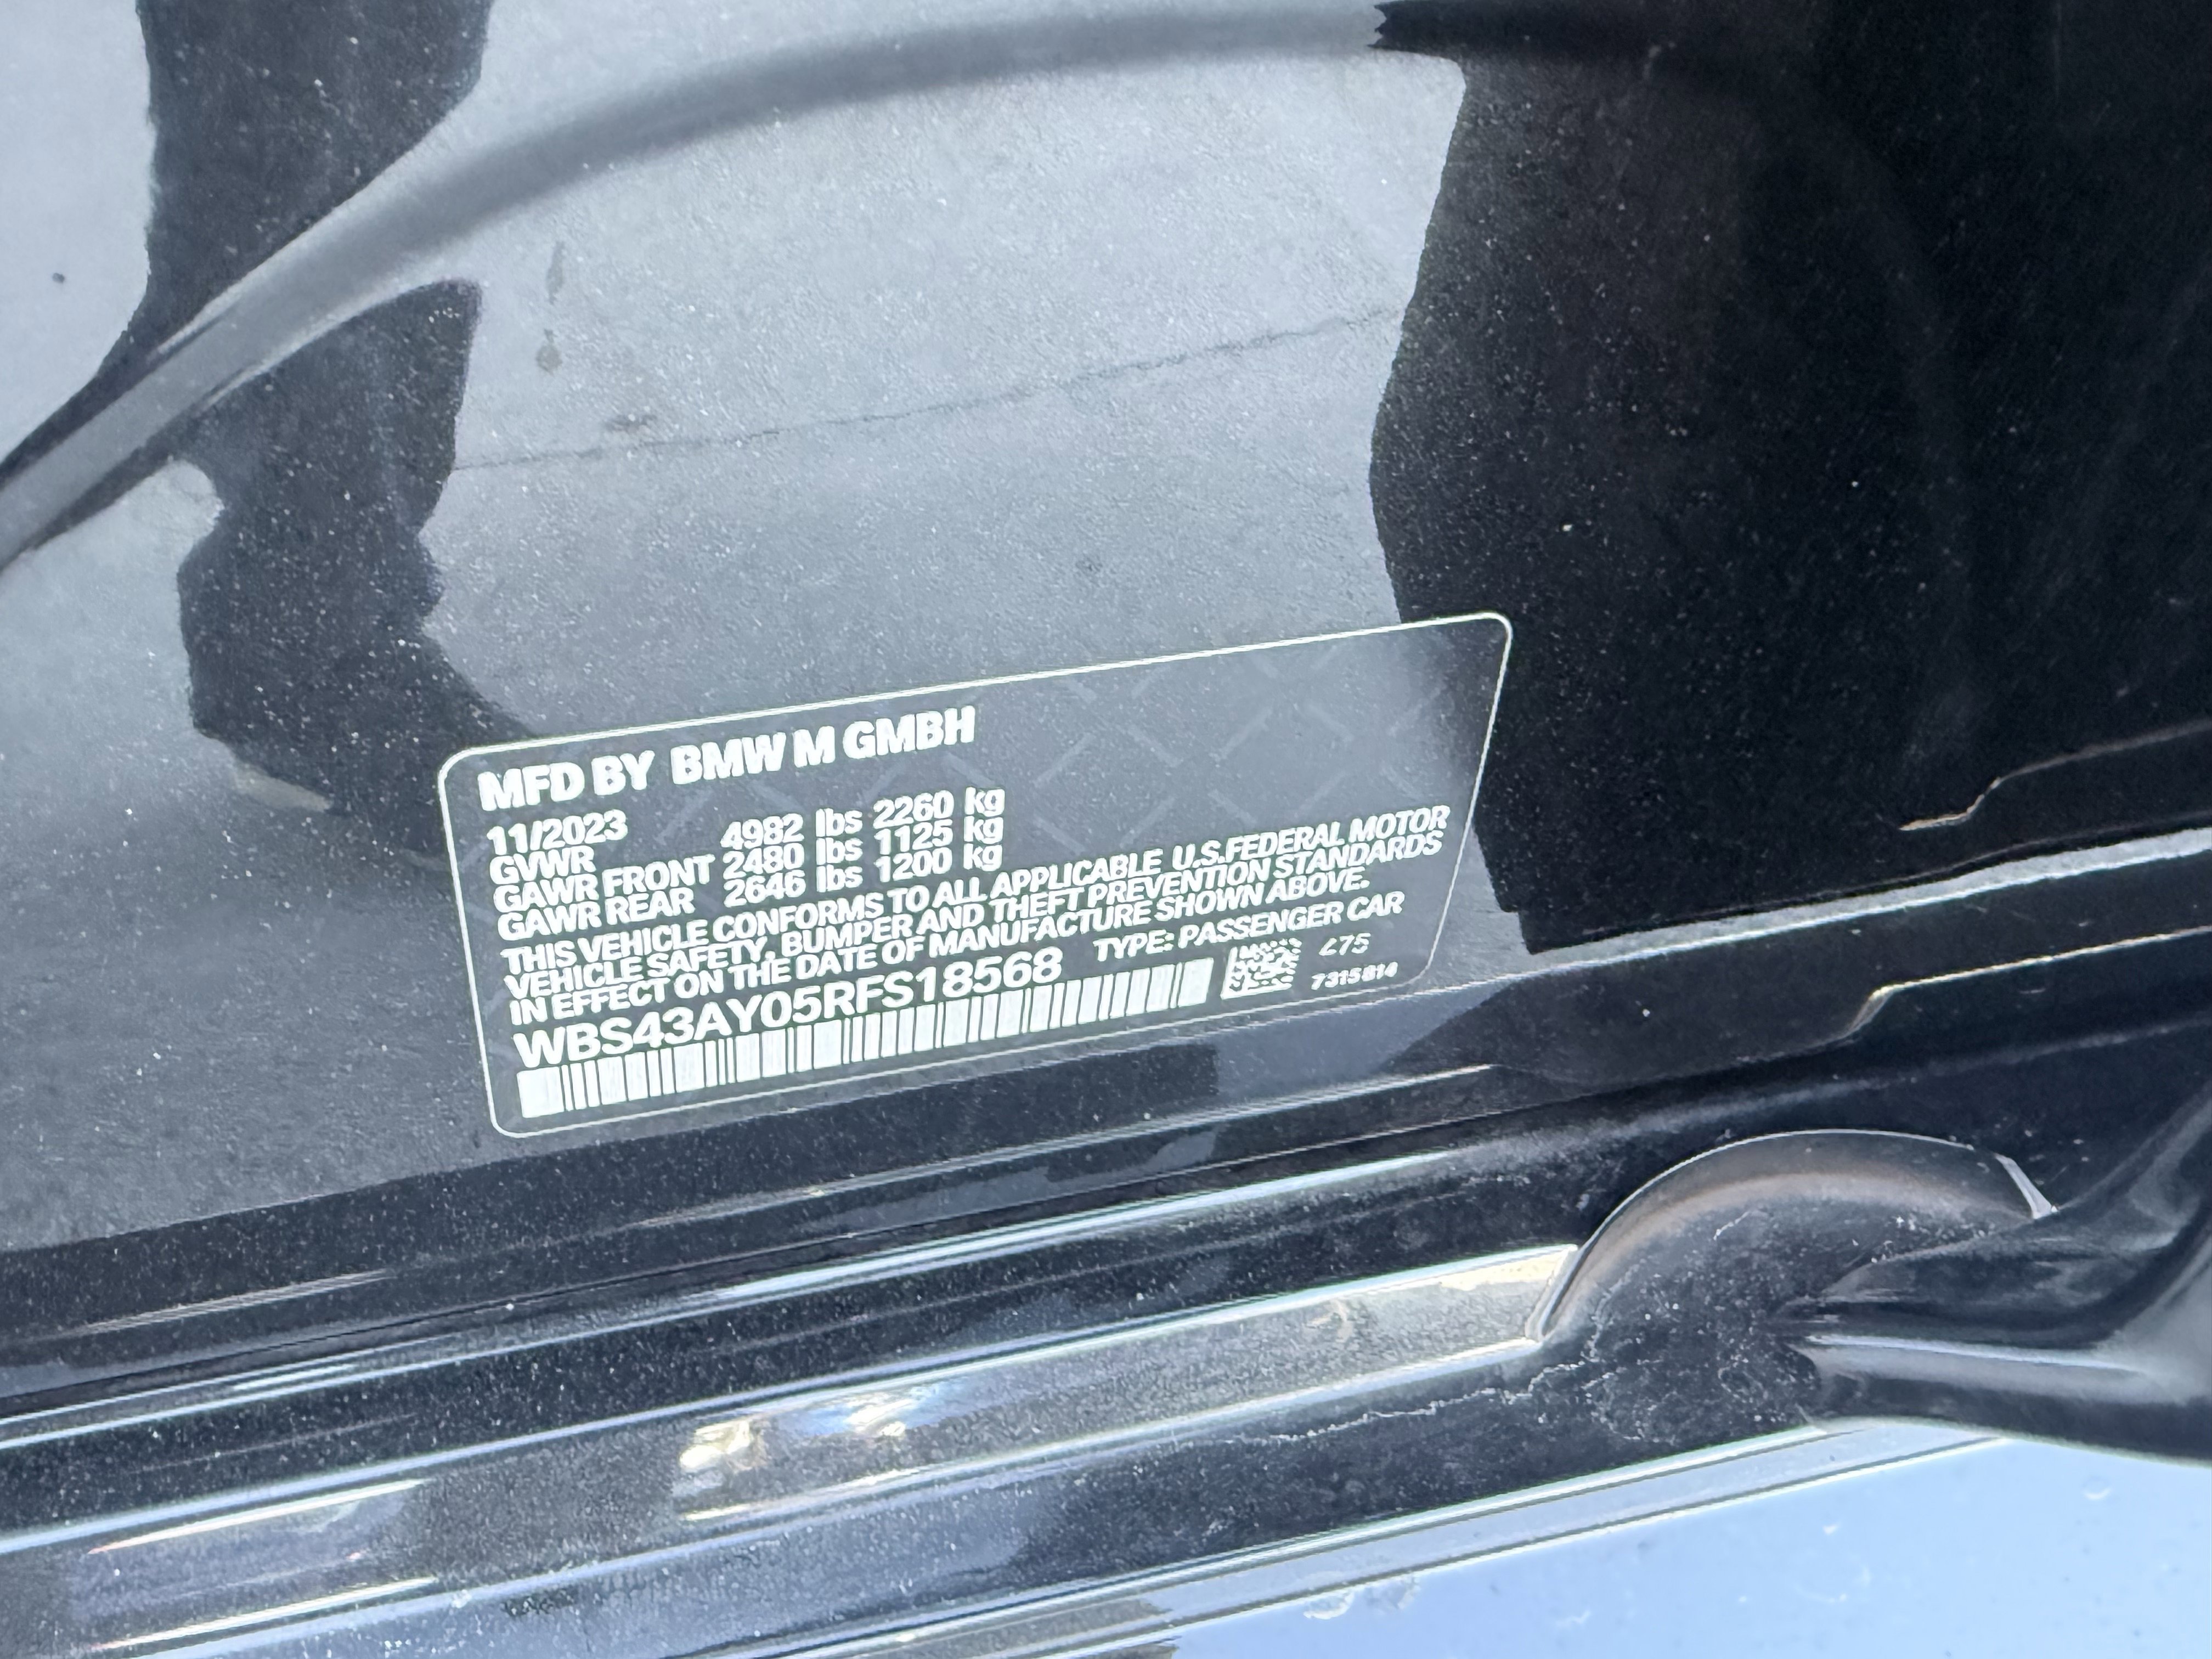 MFD BY BMW M GMBH
11/2023
GVWR 4982 lbs 2260 kg
GAWR FRONT 2480 lbs 1125 kg
GAWR REAR 2646 lbs 1200 kg
THIS VEHICLE CONFORMS TO ALL APPLICABLE U.S.FEDERAL MOTOR
VEHICLE SAFETY, BUMPER AND THEFT PREVENTION STANDARDS
IN EFFECT ON THE DATE OF MANUFACTURE SHOWN ABOVE.
WBS43AY05RFS18568 TYPE: PASSENGER CAR
475
7315814